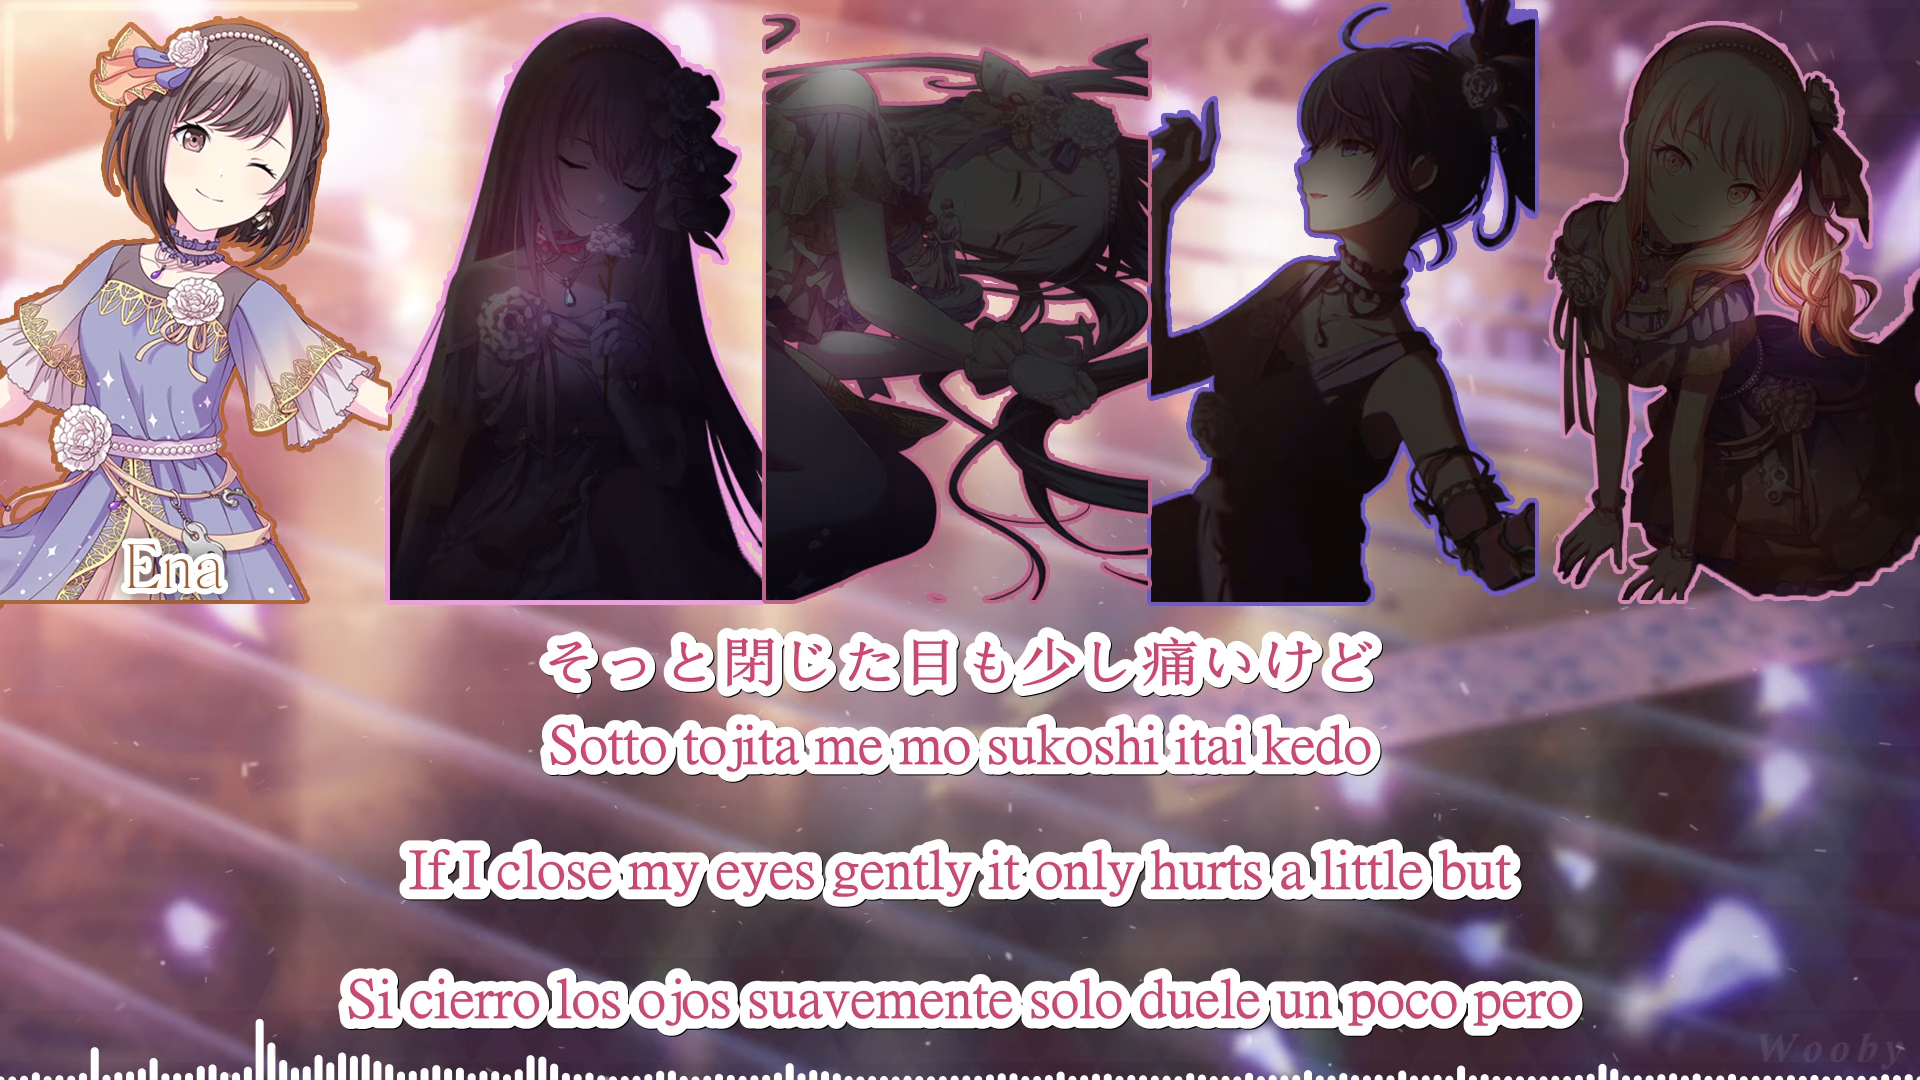 Ena
そっと閉じた目も少し痛いけど
Sotto tojita me mo sukoshi itai kedo
If I close my eyes gently it only hurts a little but
Si cierro los ojos suavemente solo duele un poco pero
Wooby